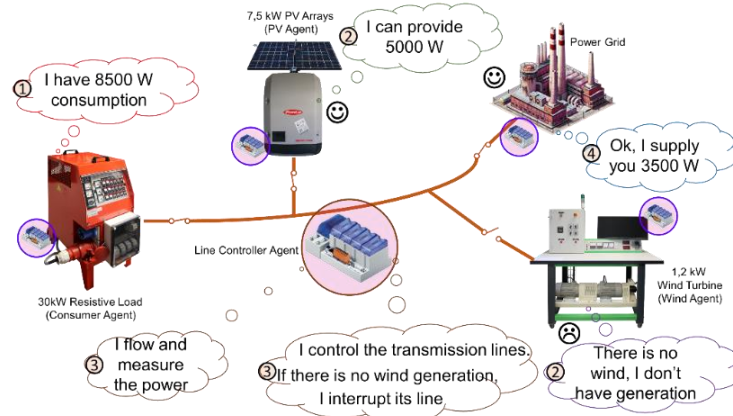 7,5 kW PV Arrays
(PV Agent)
2
I can provide
5000 W
Power Grid
1
I have 8500 W
consumption
4
Ok, I supply
you 3500 W
Line Controller Agent
30kW Resistive Load
(Consumer Agent)
1,2 kW
Wind Turbine
(Wind Agent)
3
I flow and
measure
the power
3
I control the transmission lines.
If there is no wind generation,
I interrupt its line
2
There is no
wind, I don't
have generation